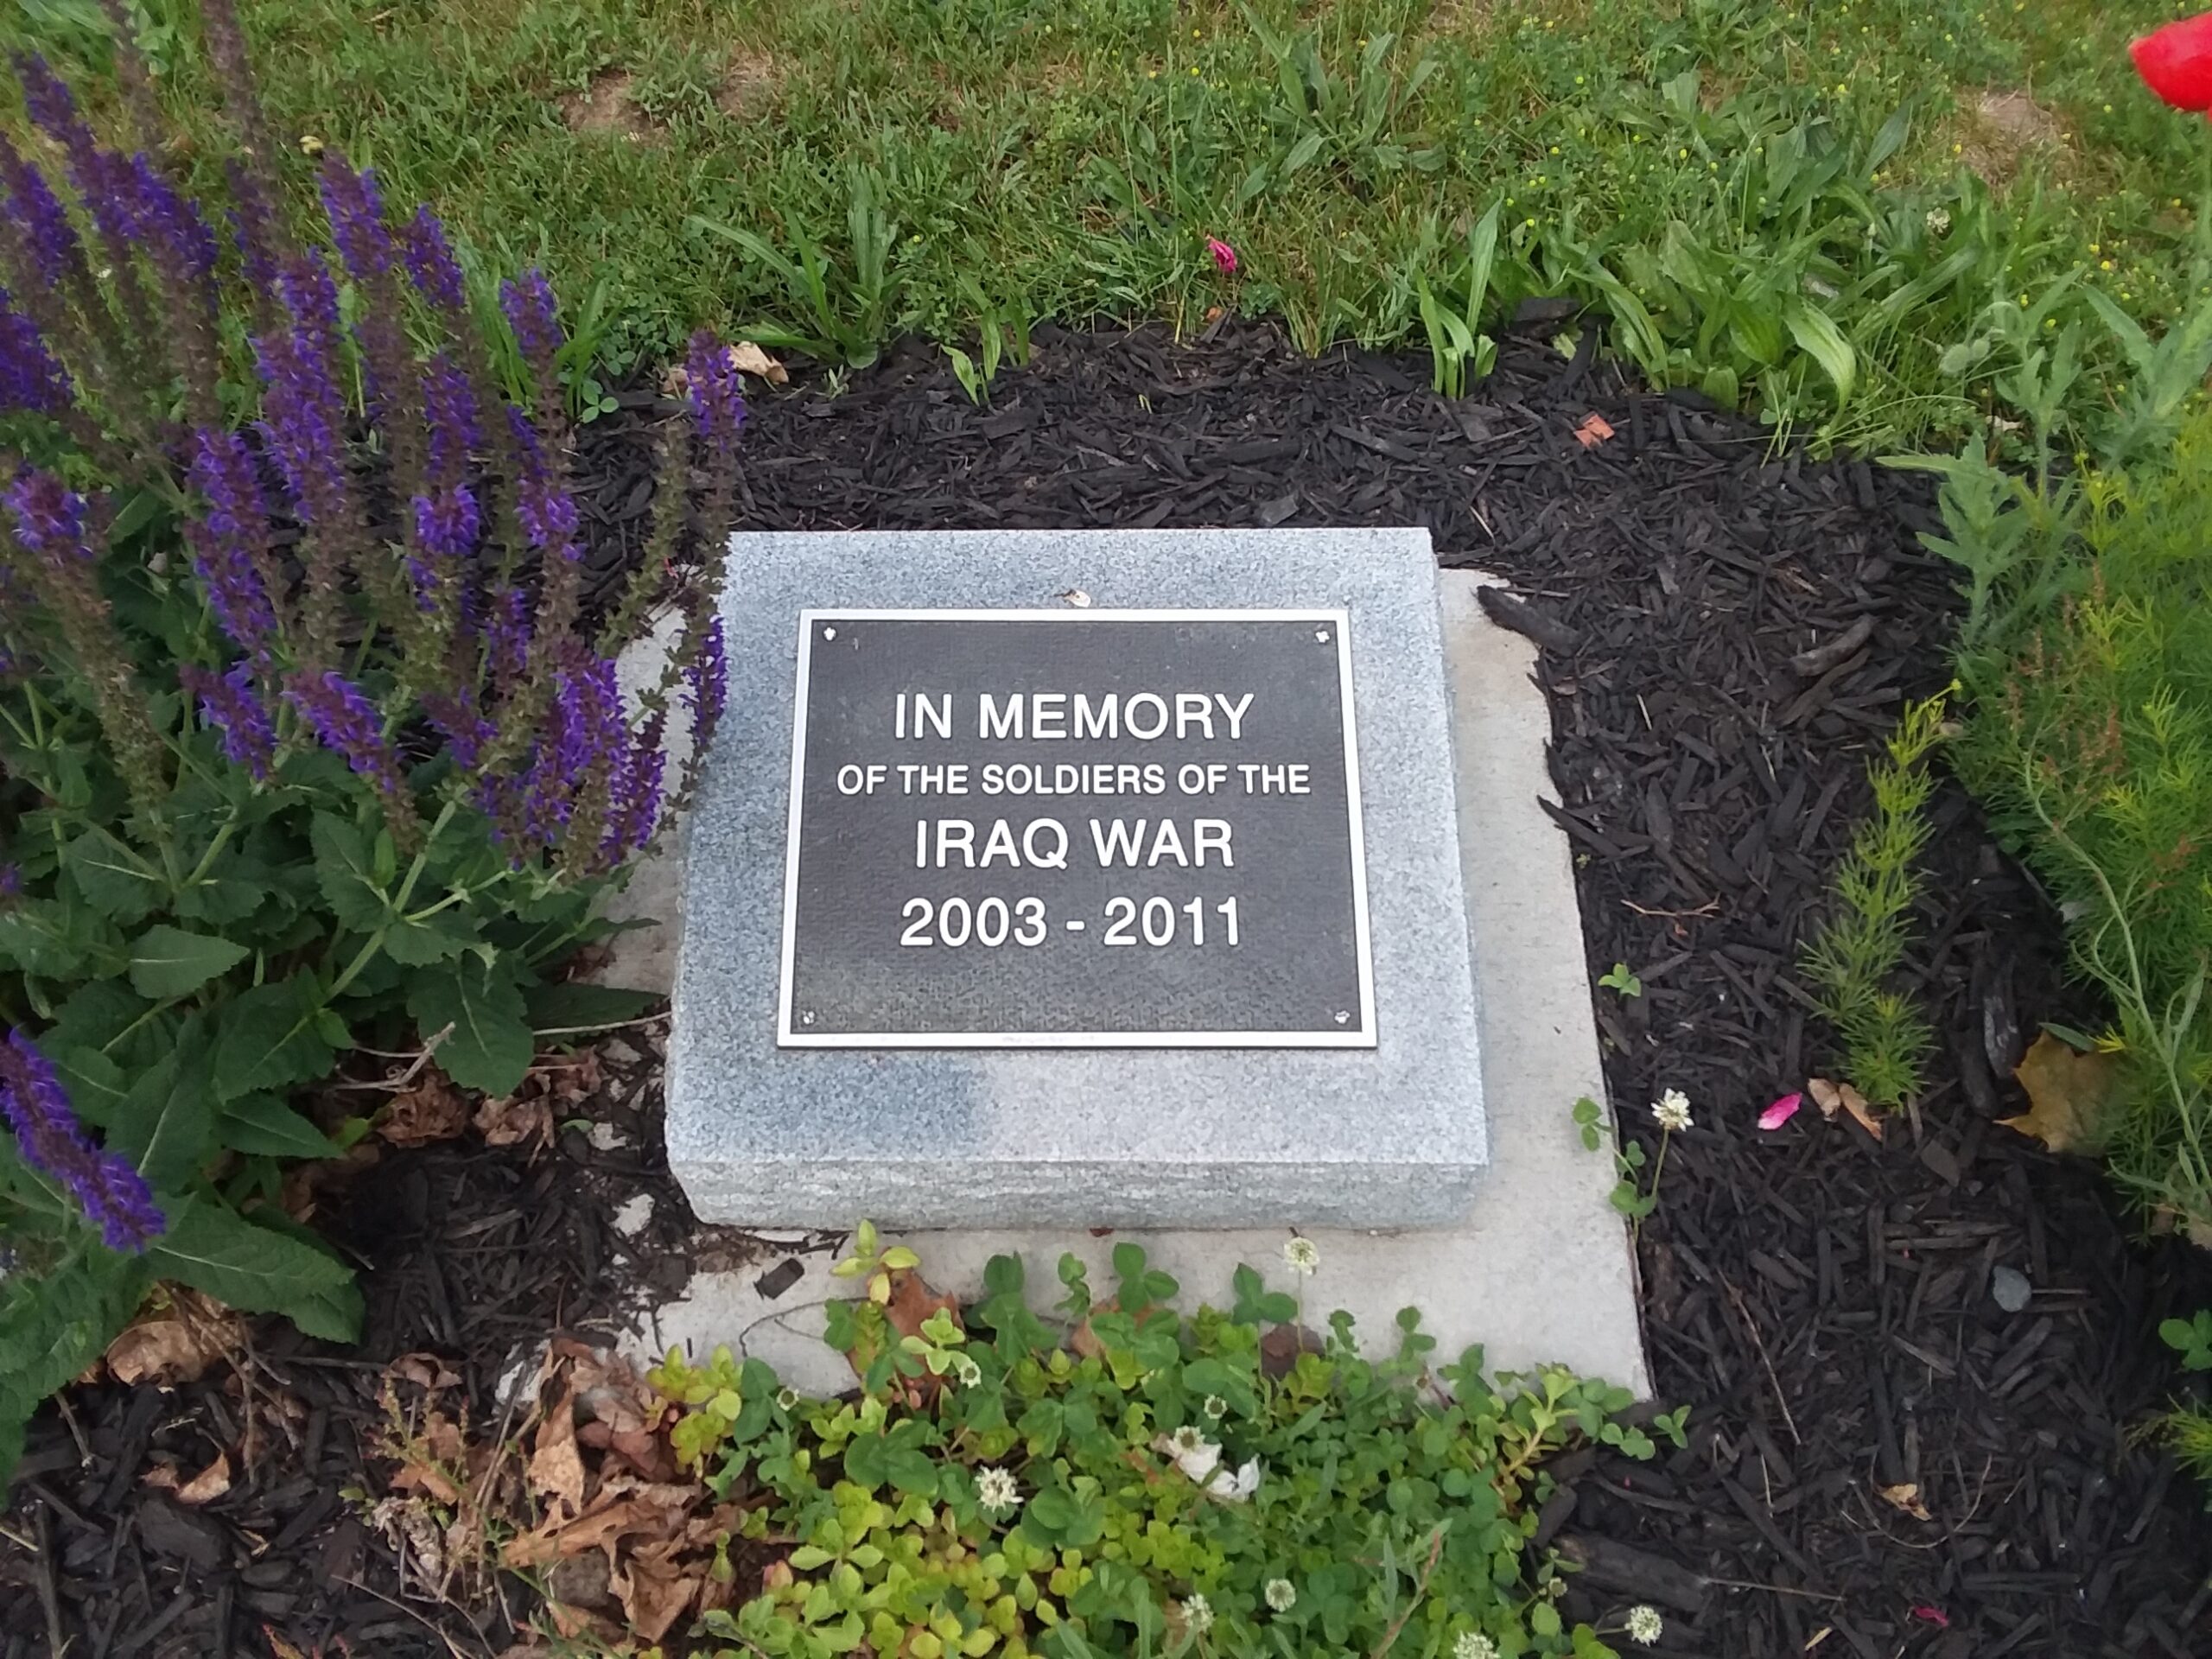 IN MEMORY
OF THE SOLDIERS OF THE
IRAQ WAR
2003 - 2011